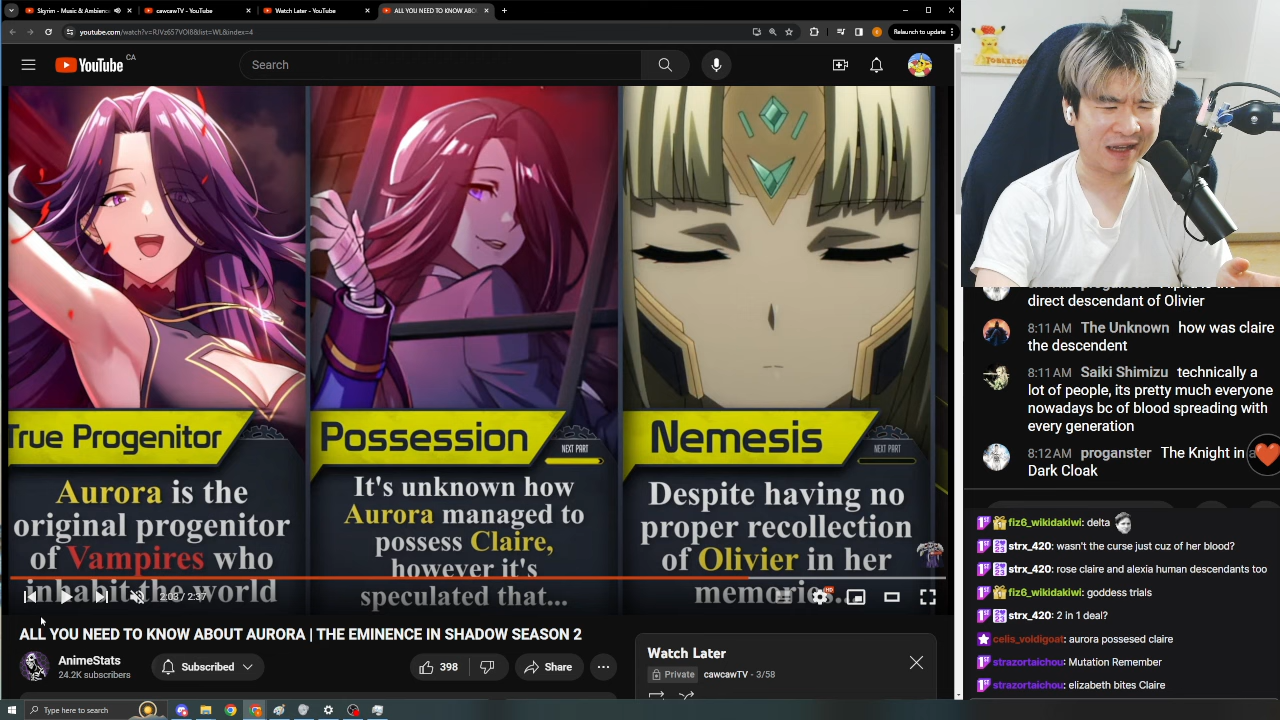 Skyrim - Music & Ambienc
cawcawTV - YouTube
Watch Later - YouTube
ALL YOU NEED TO KNOW ABO
youtube.com/watch?v=RJVz657VOI8&list=WL&index=4
Relaunch to update
YouTube CA
Search
True Progenitor
Aurora is the
original progenitor
of Vampires who
inhabit the world
Possession
NEXT PART
It's unknown how
Aurora managed to
possess Claire,
however it's
speculated that...
Nemesis
NEXT PART
Despite having no
proper recollection
of Olivier in her
memories...
2:03 / 2:37
ALL YOU NEED TO KNOW ABOUT AURORA | THE EMINENCE IN SHADOW SEASON 2
AnimeStats
24.2K subscribers
Subscribed
398
Share
Watch Later
Private cawcawTV - 3/58
Type here to search
TOBLERONE
direct descendant of Olivier
8:11 AM The Unknown how was claire
the descendent
8:11 AM Saiki Shimizu technically a
lot of people, its pretty much everyone
nowadays bc of blood spreading with
every generation
8:12 AM proganster The Knight in a
Dark Cloak
fiz6_wikidakiwi: delta
strx_420: wasn't the curse just cuz of her blood?
strx_420: rose claire and alexia human descendants too
fiz6_wikidakiwi: goddess trials
strx_420: 2 in 1 deal?
celis_voldigoat: aurora possesed claire
strazortaichou: Mutation Remember
strazortaichou: elizabeth bites Claire